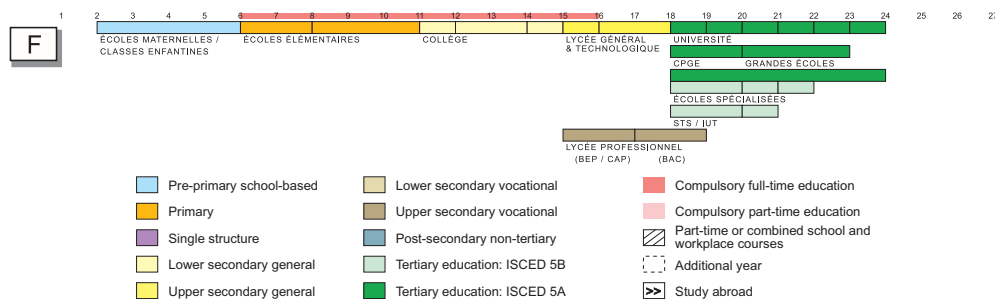 1 2 3 4 5 6 7 8 9 10 11 12 13 14 15 16 17 18 19 20 21 22 23 24 25 26 27
F
ÉCOLES MATERNELLES /
CLASSES ENFANTINES
ÉCOLES ÉLÉMENTAIRES
COLLÈGE
LYCÉE GÉNÉRAL
& TECHNOLOGIQUE
UNIVERSITÉ
CPGE GRANDES ÉCOLES
ÉCOLES SPÉCIALISÉES
STS / IUT
LYCÉE PROFESSIONNEL
(BEP / CAP) (BAC)
Pre-primary school-based
Primary
Single structure
Lower secondary general
Upper secondary general
Lower secondary vocational
Upper secondary vocational
Post-secondary non-tertiary
Tertiary education: ISCED 5B
Tertiary education: ISCED 5A
Compulsory full-time education
Compulsory part-time education
Part-time or combined school and
workplace courses
Additional year
>> Study abroad